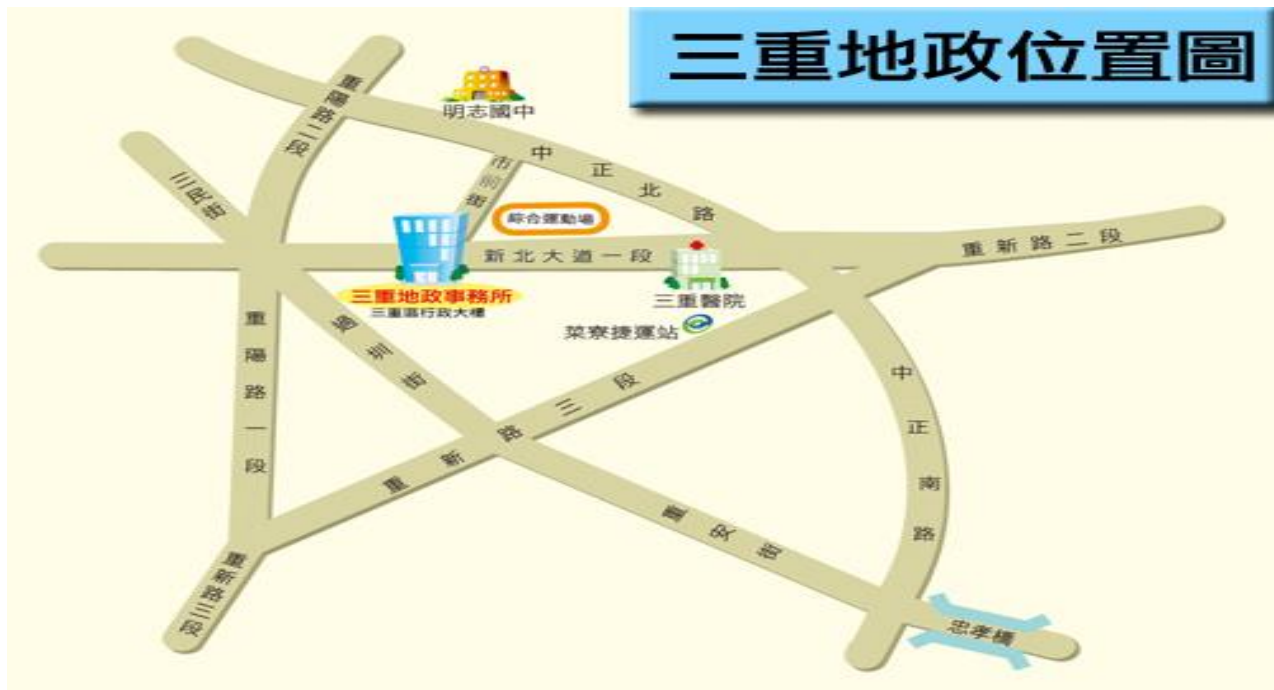 三重地政位置圖
重陽路二段
明志國中
中正北路
市前街
三民街
綜合運動場
新北大道一段
重新路二段
三重地政事務所
三重區行政大樓
三重醫院
菜寮捷運站
重陽路一段
圳街
重新路三段
中正南路
重安街
重新路三段
忠孝橋